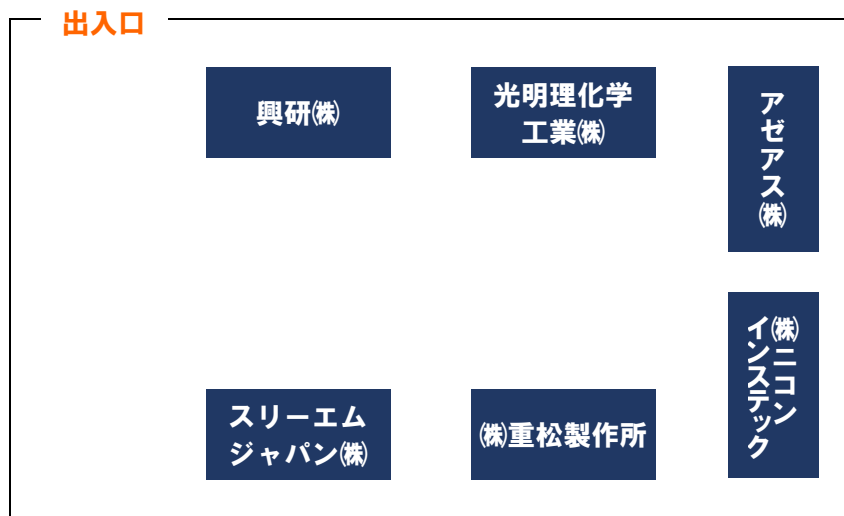 出入口
興研㈱
光明理化学
工業㈱
アゼアス㈱
㈱ニコン
インステック
スリーエム
ジャパン㈱
㈱重松製作所